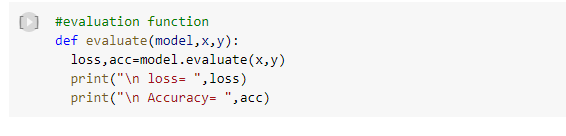 #evaluation function
def evaluate(model,x,y):
  loss,acc=model.evaluate(x,y)
  print("\n loss= ",loss)
  print("\n Accuracy= ",acc)